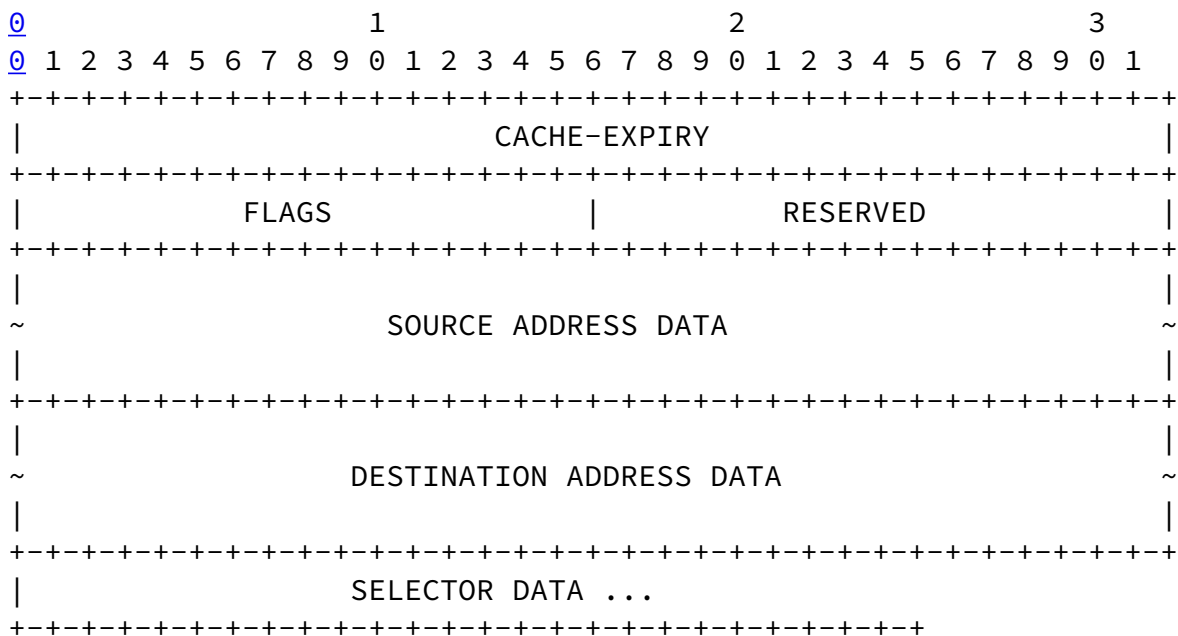 0                   1                   2                   3
0 1 2 3 4 5 6 7 8 9 0 1 2 3 4 5 6 7 8 9 0 1 2 3 4 5 6 7 8 9 0 1
+-+-+-+-+-+-+-+-+-+-+-+-+-+-+-+-+-+-+-+-+-+-+-+-+-+-+-+-+-+-+-+-+
|                          CACHE-EXPIRY                         |
+-+-+-+-+-+-+-+-+-+-+-+-+-+-+-+-+-+-+-+-+-+-+-+-+-+-+-+-+-+-+-+-+
|            FLAGS              |          RESERVED             |
+-+-+-+-+-+-+-+-+-+-+-+-+-+-+-+-+-+-+-+-+-+-+-+-+-+-+-+-+-+-+-+-+
|                                                               |
~                    SOURCE ADDRESS DATA                        ~
|                                                               |
+-+-+-+-+-+-+-+-+-+-+-+-+-+-+-+-+-+-+-+-+-+-+-+-+-+-+-+-+-+-+-+-+
|                                                               |
~                  DESTINATION ADDRESS DATA                     ~
|                                                               |
+-+-+-+-+-+-+-+-+-+-+-+-+-+-+-+-+-+-+-+-+-+-+-+-+-+-+-+-+-+-+-+-+
|                  SELECTOR DATA ...
+-+-+-+-+-+-+-+-+-+-+-+-+-+-+-+-+-+-+-+-+-+-+-+-+-+